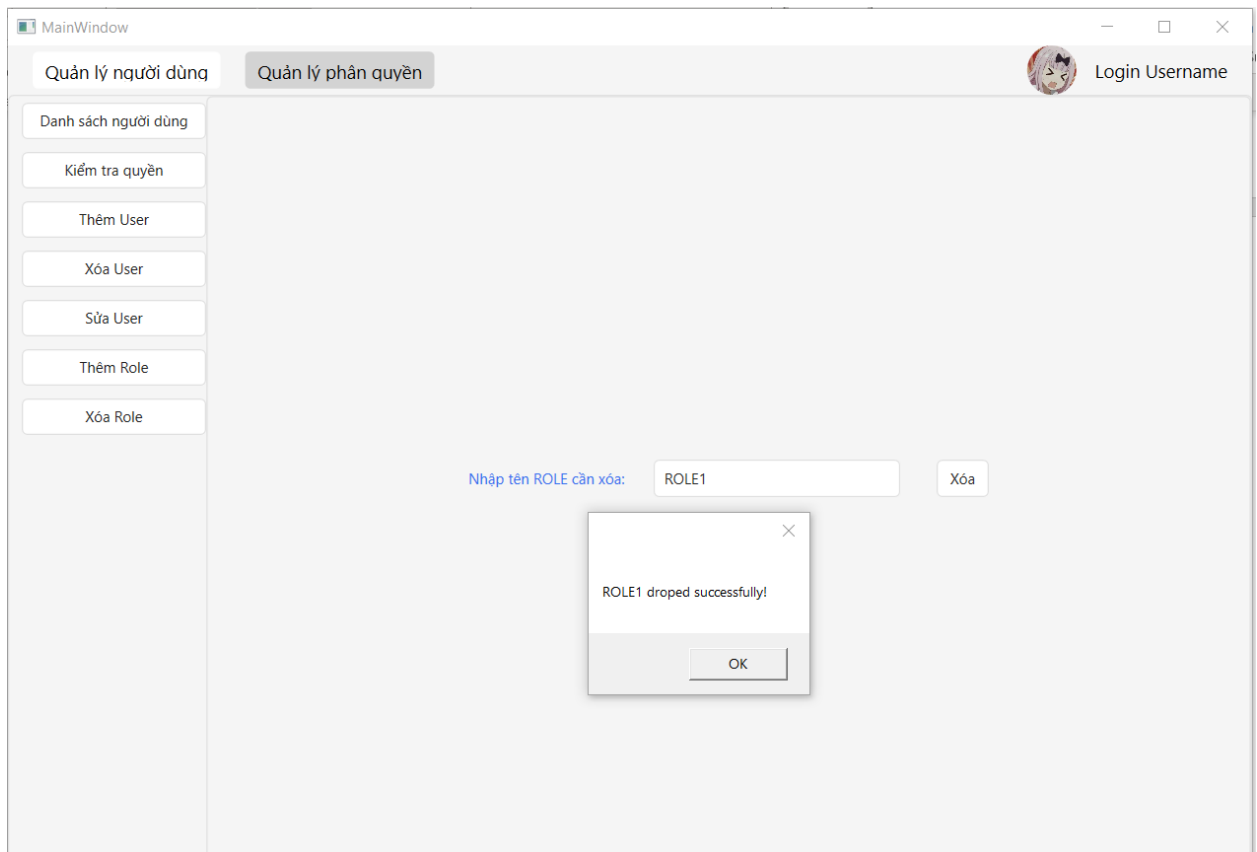 MainWindow
Quản lý người dùng
Quản lý phân quyền
Login Username
Danh sách người dùng
Kiểm tra quyền
Thêm User
Xóa User
Sửa User
Thêm Role
Xóa Role
Nhập tên ROLE cần xóa:
ROLE1
Xóa
ROLE1 droped successfully!
OK